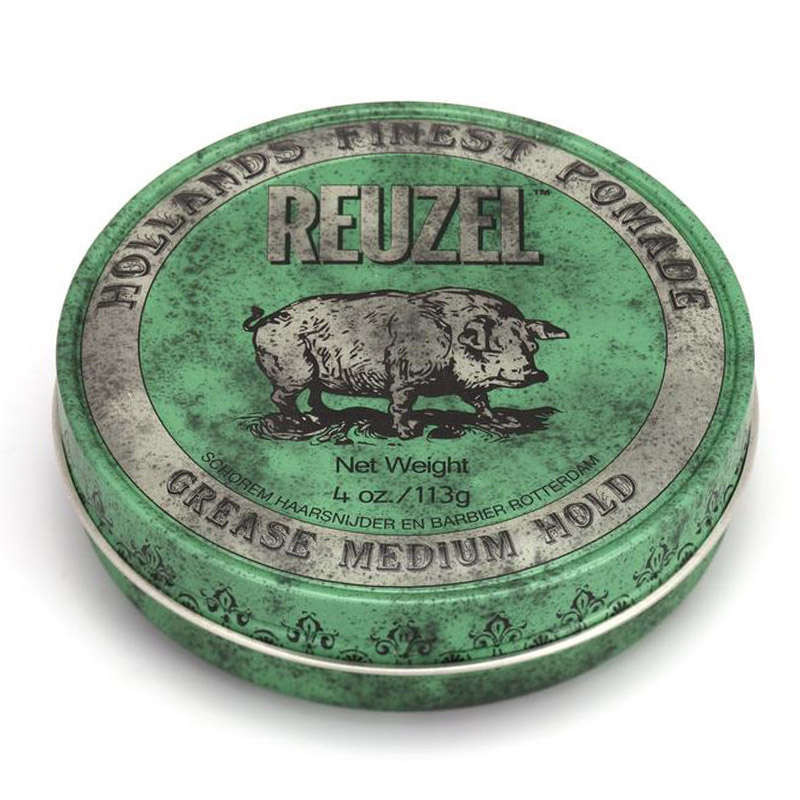 HOLLANDS FINEST POMADE
REUZEL™
Net Weight
4 oz./113g
SCHOREM HAARSNIJDER EN BARBIER ROTTERDAM
GREASE MEDIUM HOLD